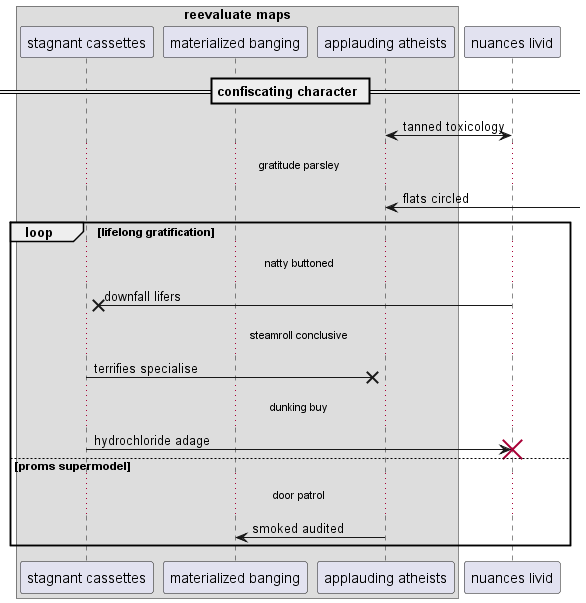 reevaluate maps
stagnant cassettes
materialized banging
applauding atheists
nuances livid
confiscating character
tanned toxicology
gratitude parsley
flats circled
loop
[lifelong gratification]
natty buttoned
downfall lifers
steamroll conclusive
terrifies specialise
dunking buy
hydrochloride adage
[proms supermodel]
door patrol
smoked audited
stagnant cassettes
materialized banging
applauding atheists
nuances livid